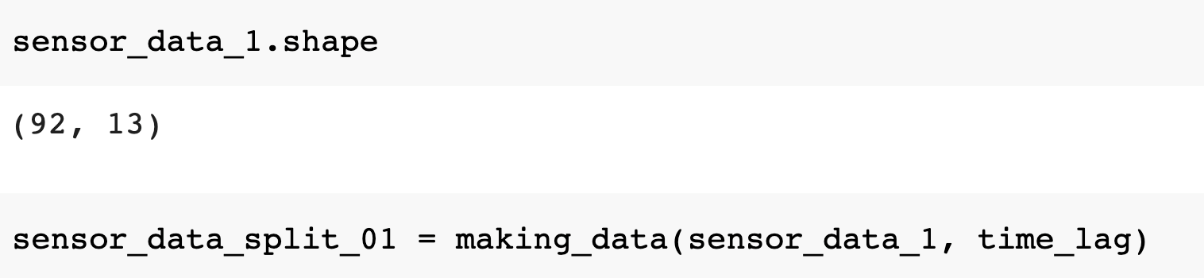 sensor_data_1.shape
(92, 13)
sensor_data_split_01 = making_data(sensor_data_1, time_lag)